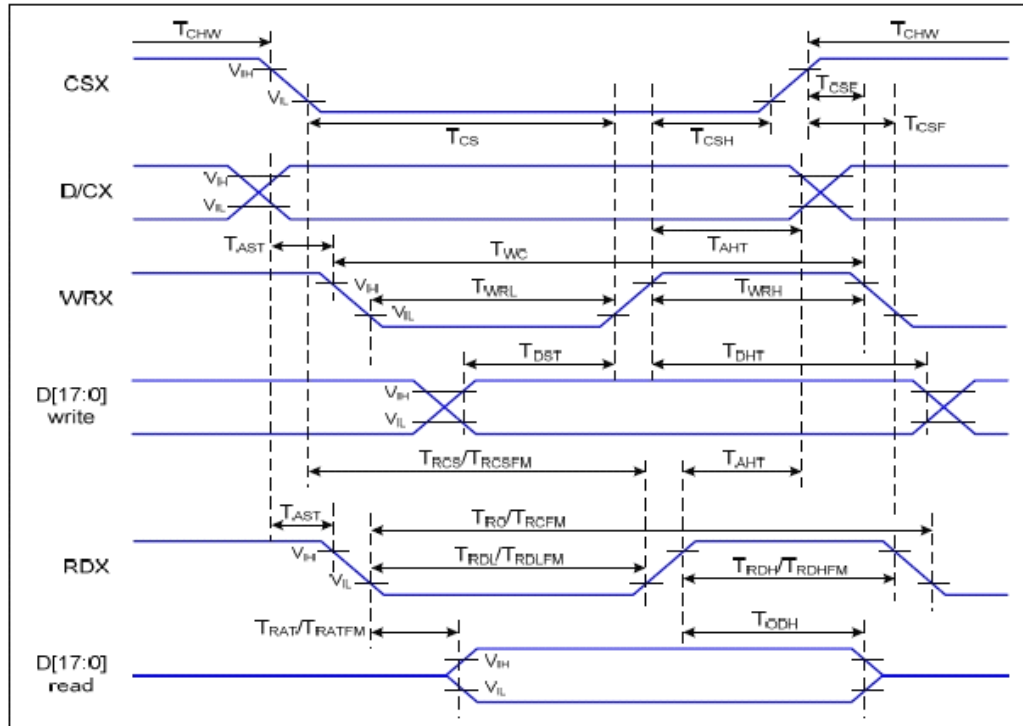 TCHW TCHW
CSX
VIH
VIL
TCSE
TCS TCSH TCSF
D/CX
VIH
VIL
TAST TWC TAHT
WRX
VIH
VIL
TWRL TWRH
TDST TDHT
D[17:0]
write
VIH
VIL
TRCS/TRCSFM TAHT
TAST TRC/TRCFM
RDX
VIH
VIL
TRDL/TRDLFM TRDH/TRDHFM
TRAT/TRATFM TODH
D[17:0]
read
VIH
VIL